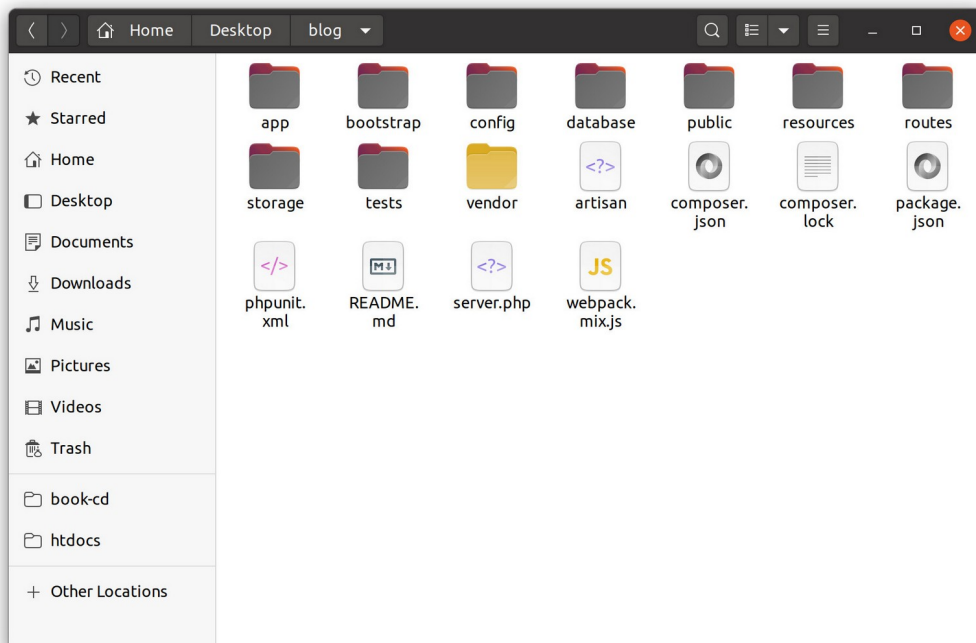 Home Desktop blog
Recent
Starred
Home
Desktop
Documents
Downloads
Music
Pictures
Videos
Trash
book-cd
htdocs
+ Other Locations
app bootstrap config database public resources routes
storage tests vendor <?> artisan composer. composer. package.
json lock json
</> M <?> JS
phpunit. README. server.php webpack.
xml md mix.js